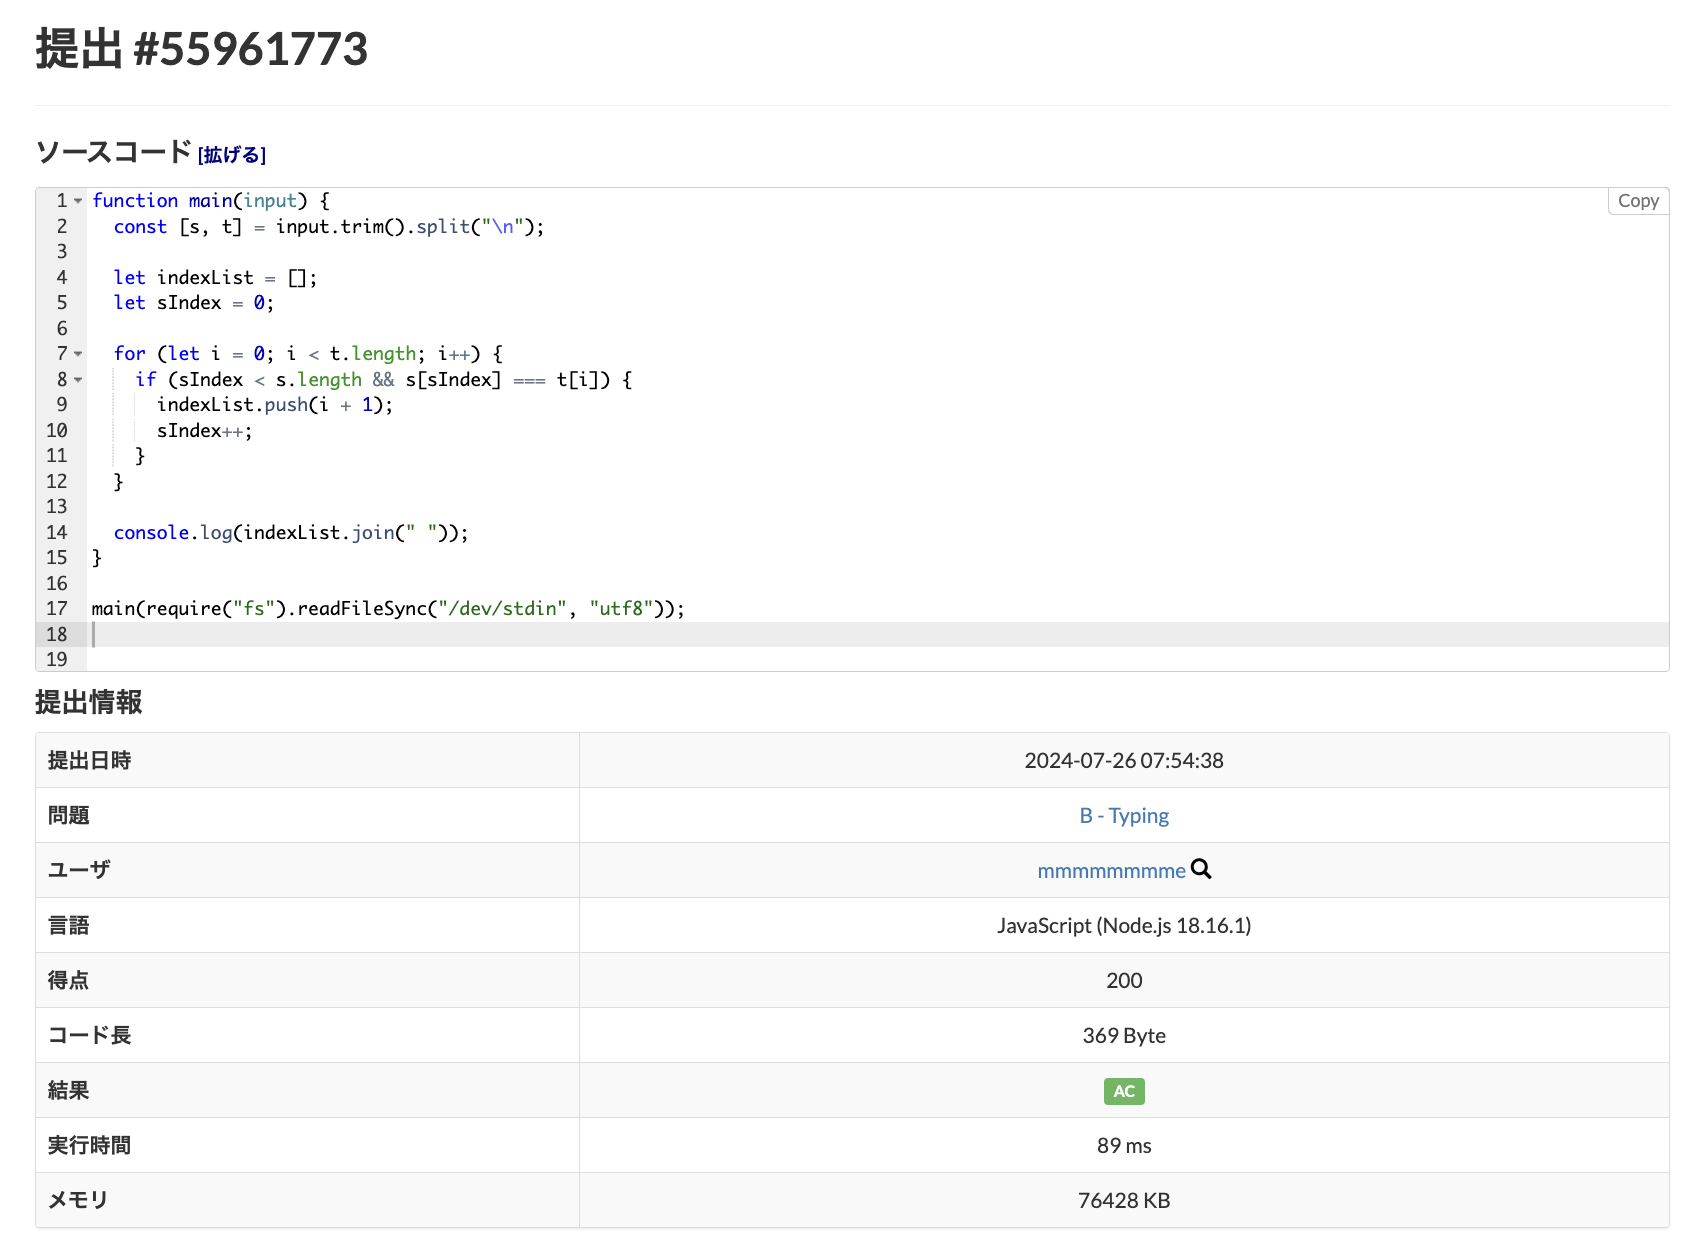 提出 #55961773
ソースコード [拡げる]
Copy
1 function main(input) {
2 const [s, t] = input.trim().split("\n");
3
4 let indexList = [];
5 let sIndex = 0;
6
7 for (let i = 0; i < t.length; i++) {
8 if (sIndex < s.length && s[sIndex] === t[i]) {
9 indexList.push(i + 1);
10 sIndex++;
11 }
12 }
13
14 console.log(indexList.join(" "));
15 }
16
17 main(require("fs").readFileSync("/dev/stdin", "utf8"));
18
19
提出情報
提出日時 2024-07-26 07:54:38
問題 B - Typing
ユーザ mmmmmmmme
言語 JavaScript (Node.js 18.16.1)
得点 200
コード長 369 Byte
結果 AC
実行時間 89 ms
メモリ 76428 KB